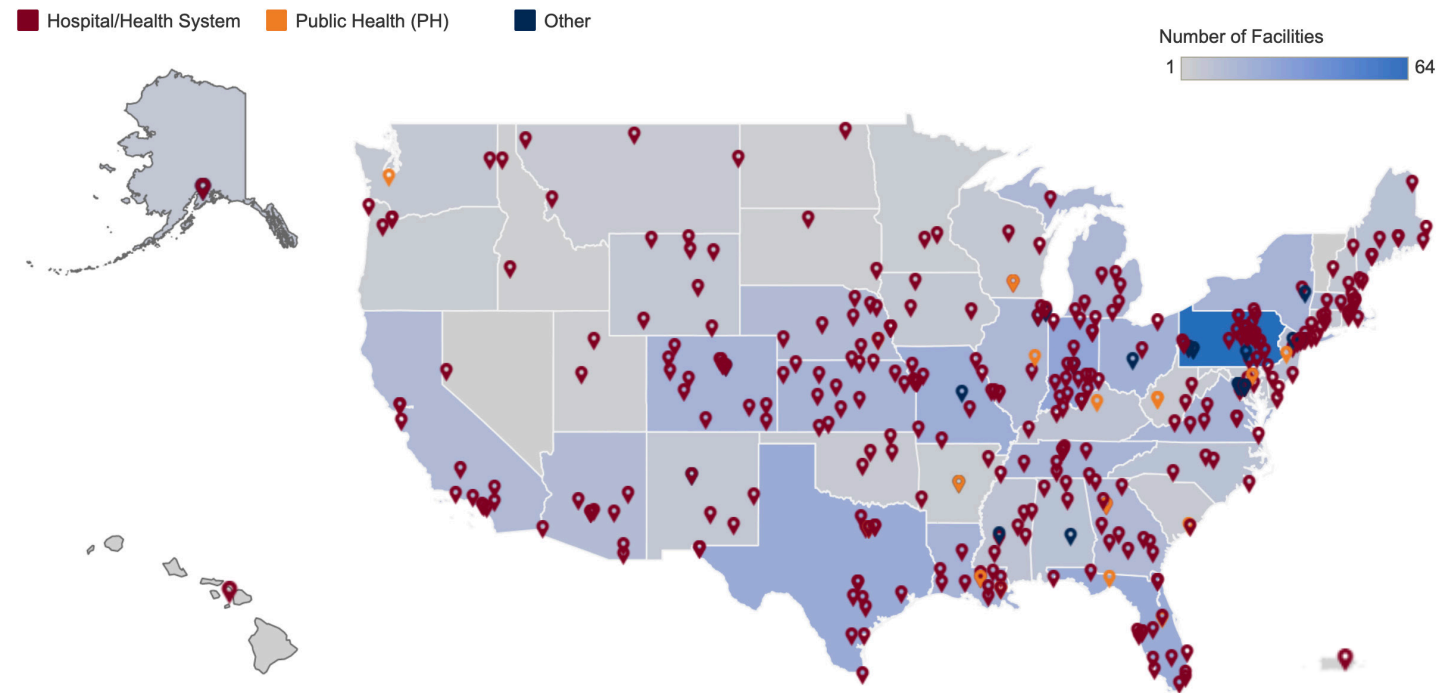 Hospital/Health System
Public Health (PH)
Other
Number of Facilities
1
64